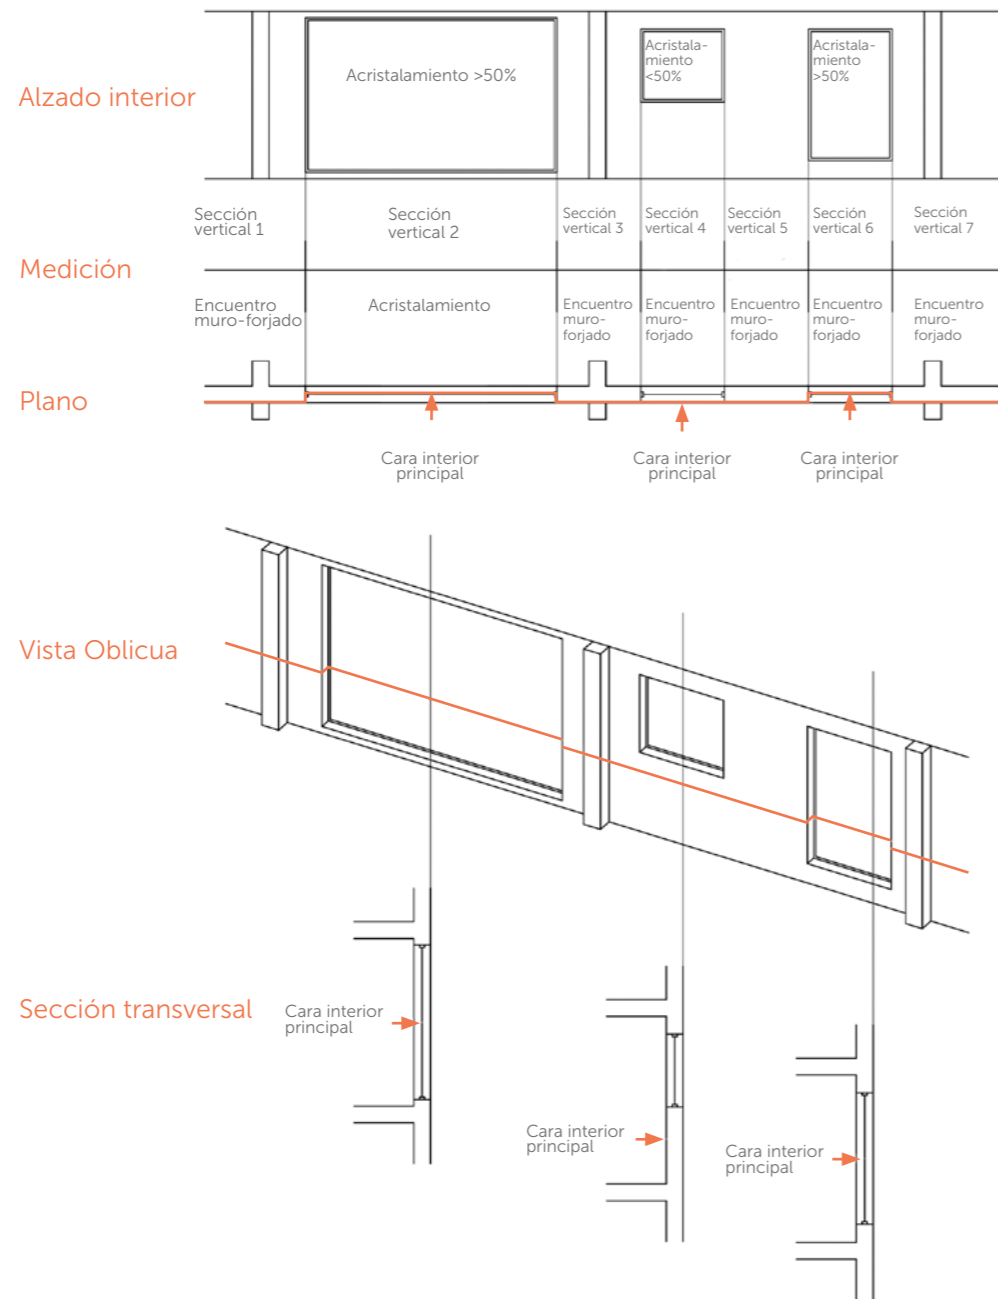 Alzado interior
Acristalamiento >50%
Acristala-
miento
<50%
Acristala-
miento
>50%
Medición
Sección
vertical 1
Sección
vertical 2
Sección
vertical 3
Sección
vertical 4
Sección
vertical 5
Sección
vertical 6
Sección
vertical 7
Encuentro
muro-forjado
Acristalamiento
Encuentro
muro-
forjado
Encuentro
muro-
forjado
Encuentro
muro-
forjado
Encuentro
muro-
forjado
Encuentro
muro-
forjado
Plano
Cara interior
principal
Cara interior
principal
Cara interior
principal
Vista Oblicua
Sección transversal
Cara interior
principal
Cara interior
principal
Cara interior
principal